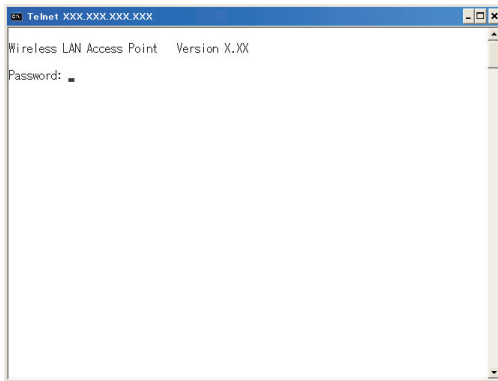 Telnet XXX.XXX.XXX.XXX
Wireless LAN Access Point   Version X.XX
Password: _